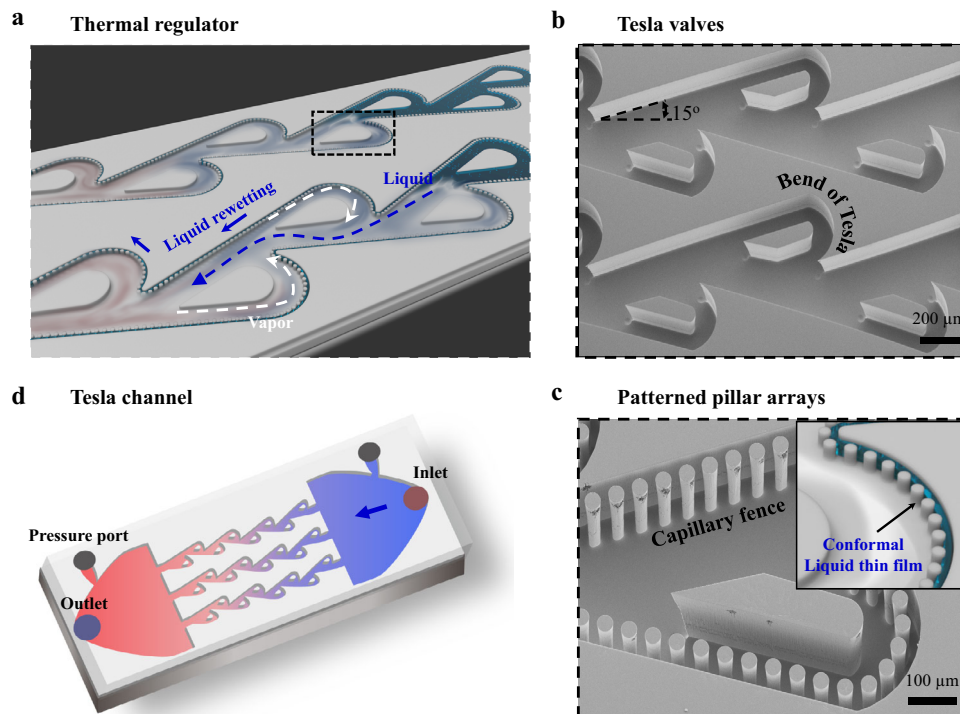 a Thermal regulator
Liquid
Liquid rewetting
Vapor
b Tesla valves
15°
Bend of Tesla
200 μm
d Tesla channel
Inlet
Pressure port
Outlet
c Patterned pillar arrays
Capillary fence
Conformal
Liquid thin film
100 μm